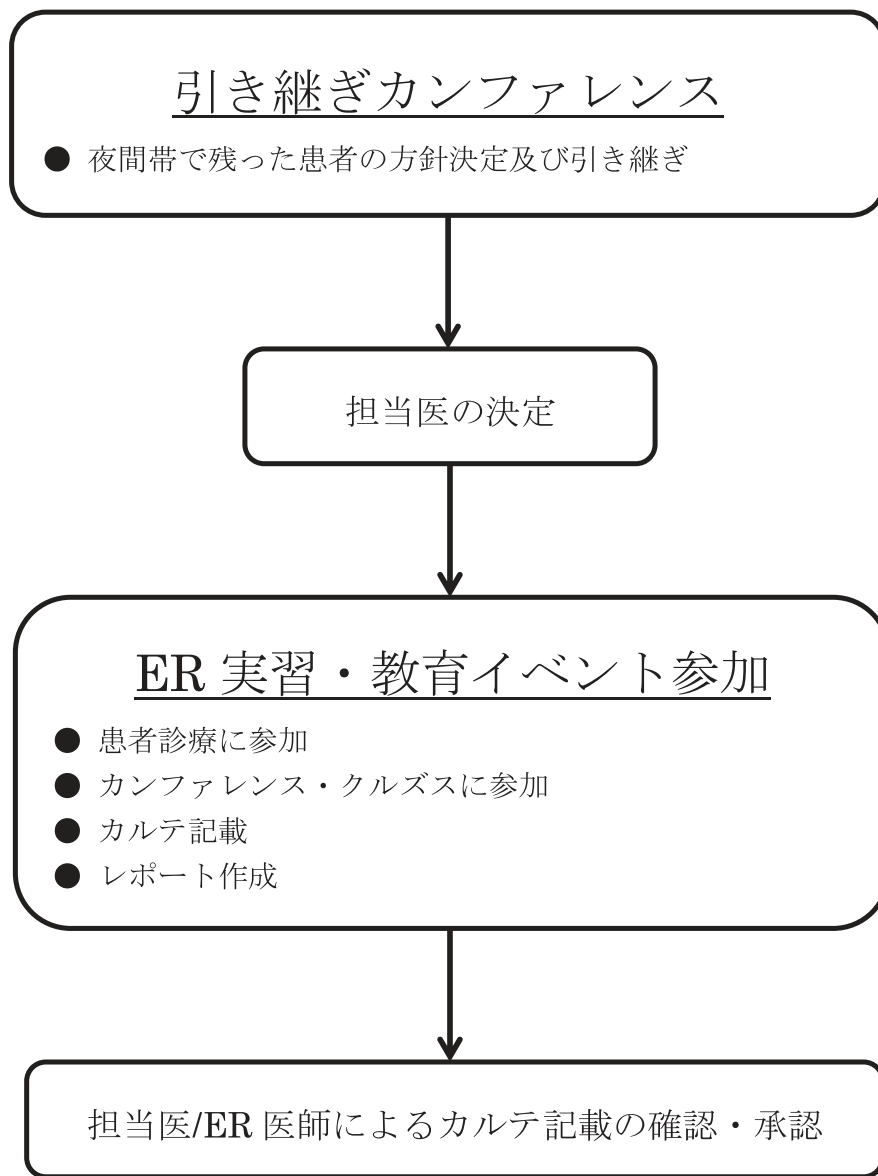 引き継ぎカンファレンス
● 夜間帯で残った患者の方針決定及び引き継ぎ
担当医の決定
ER 実習・教育イベント参加
● 患者診療に参加
● カンファレンス・クルズスに参加
● カルテ記載
● レポート作成
担当医/ER 医師によるカルテ記載の確認・承認